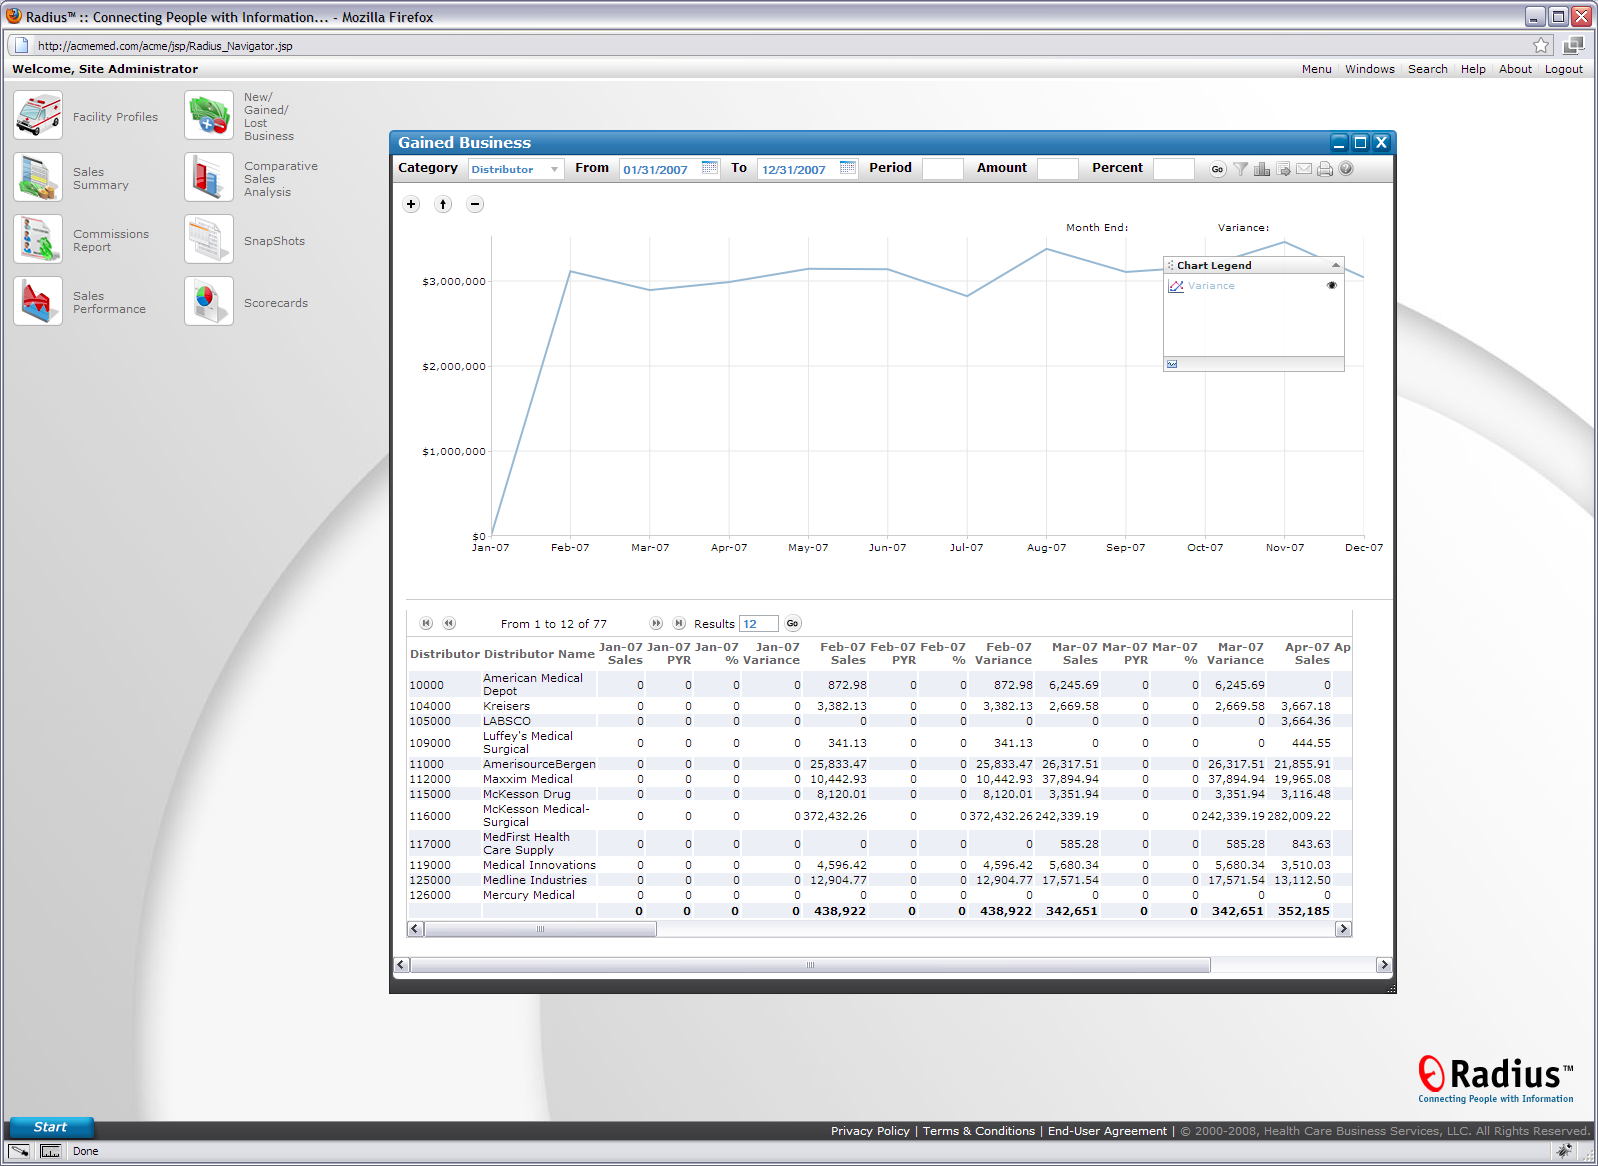 Radius™ :: Connecting People with Information... - Mozilla Firefox
http://acmemed.com/acme/jsp/Radius_Navigator.jsp
Welcome, Site Administrator
Menu Windows Search Help About Logout
Facility Profiles
New/
Gained/
Lost
Business
Sales
Summary
Comparative
Sales
Analysis
Commissions
Report
SnapShots
Sales
Performance
Scorecards
Gained Business
Category Distributor From 01/31/2007 To 12/31/2007 Period Amount Percent Go
Month End: Variance:
Chart Legend
Variance
$3,000,000
$2,000,000
$1,000,000
$0
Jan-07 Feb-07 Mar-07 Apr-07 May-07 Jun-07 Jul-07 Aug-07 Sep-07 Oct-07 Nov-07 Dec-07
From 1 to 12 of 77 Results 12 Go
Distributor Distributor Name Jan-07 Sales Jan-07 PYR Jan-07 % Jan-07 Variance Feb-07 Sales Feb-07 PYR Feb-07 % Feb-07 Variance Mar-07 Sales Mar-07 PYR Mar-07 % Mar-07 Variance Apr-07 Sales Ap
10000 American Medical Depot 0 0 0 0 872.98 0 0 872.98 6,245.69 0 0 6,245.69 0
104000 Kreisers 0 0 0 0 3,382.13 0 0 3,382.13 2,669.58 0 0 2,669.58 3,667.18
105000 LABSCO 0 0 0 0 0 0 0 0 0 0 0 0 3,664.36
109000 Luffey's Medical Surgical 0 0 0 0 341.13 0 0 341.13 0 0 0 0 444.55
11000 AmerisourceBergen 0 0 0 0 25,833.47 0 0 25,833.47 26,317.51 0 0 26,317.51 21,855.91
112000 Maxxim Medical 0 0 0 0 10,442.93 0 0 10,442.93 37,894.94 0 0 37,894.94 19,965.08
115000 McKesson Drug 0 0 0 0 8,120.01 0 0 8,120.01 3,351.94 0 0 3,351.94 3,116.48
116000 McKesson Medical-Surgical 0 0 0 0 372,432.26 0 0 372,432.26 242,339.19 0 0 242,339.19 282,009.22
117000 MedFirst Health Care Supply 0 0 0 0 0 0 0 0 585.28 0 0 585.28 843.63
119000 Medical Innovations 0 0 0 0 4,596.42 0 0 4,596.42 5,680.34 0 0 5,680.34 3,510.03
125000 Medline Industries 0 0 0 0 12,904.77 0 0 12,904.77 17,571.54 0 0 17,571.54 13,112.50
126000 Mercury Medical 0 0 0 0 0 0 0 0 0 0 0 0 0
0 0 0 0 438,922 0 0 438,922 342,651 0 0 342,651 352,185
Radius™
Connecting People with Information
Start
Privacy Policy | Terms & Conditions | End-User Agreement | © 2000-2008, Health Care Business Services, LLC. All Rights Reserved.
Done